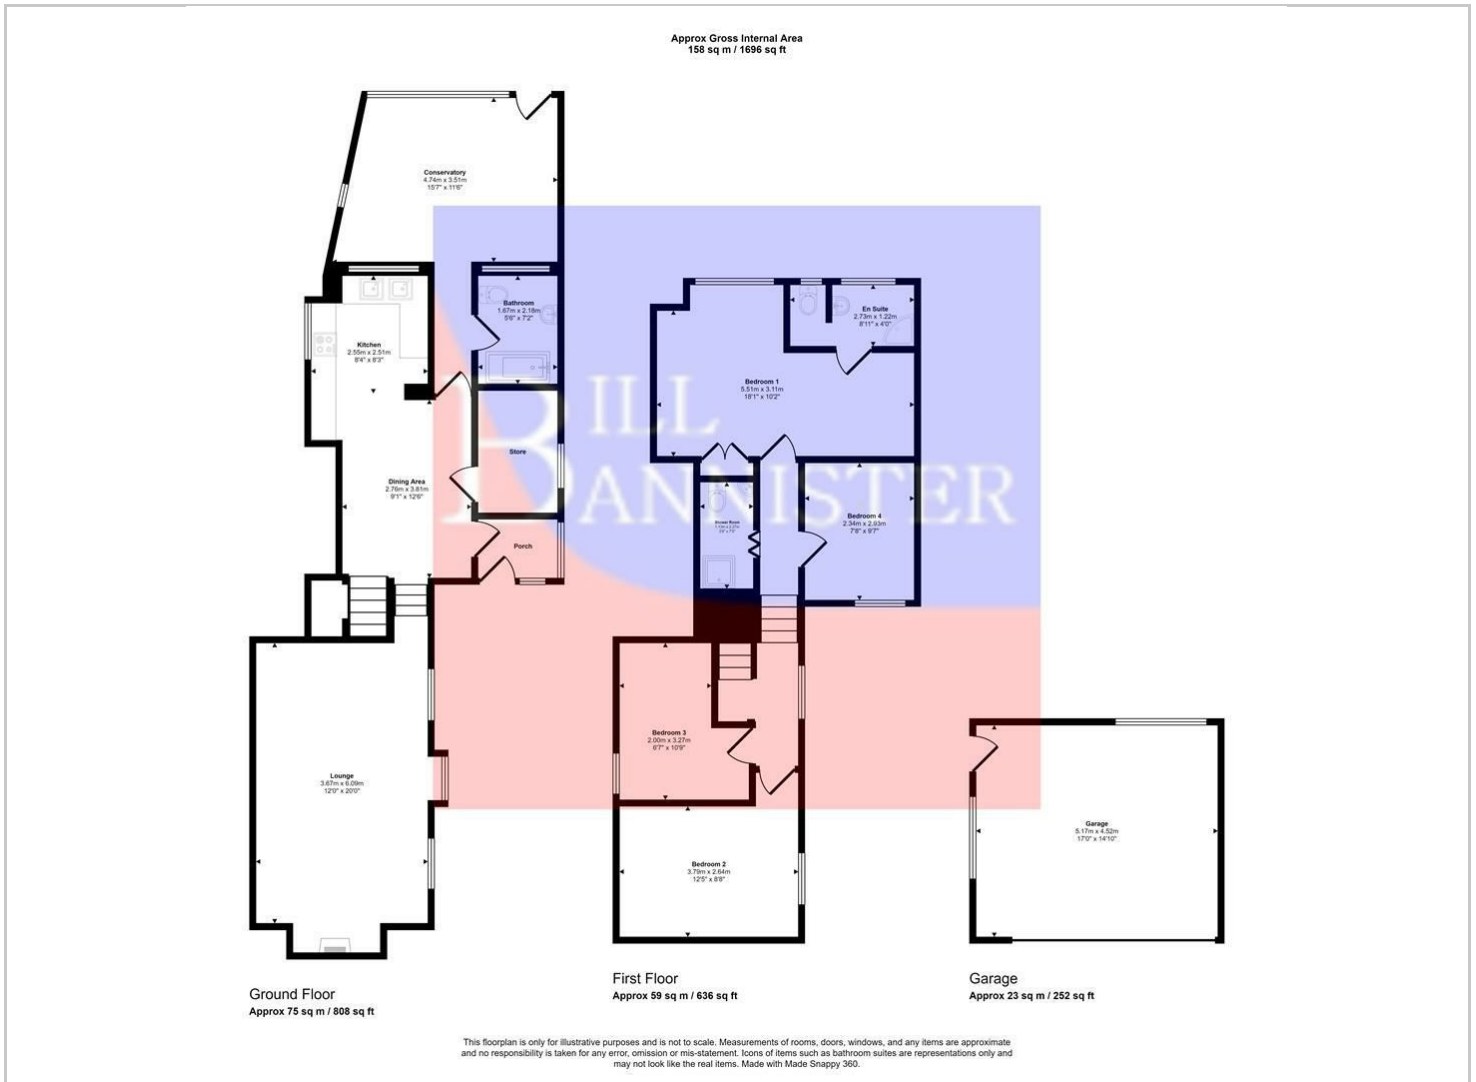 Approx Gross Internal Area
158 sq m / 1696 sq ft
Conservatory
4.74m x 3.51m
15'7" x 11'6"
Bathroom
1.67m x 2.18m
5'6" x 7'2"
Kitchen
2.55m x 2.51m
8'4" x 8'3"
Store
Dining Area
2.76m x 3.81m
9'1" x 12'6"
Porch
Lounge
3.67m x 6.09m
12'0" x 20'0"
En Suite
2.73m x 1.22m
8'11" x 4'0"
Bedroom 1
5.51m x 3.11m
18'1" x 10'2"
Shower Room
Bedroom 4
2.34m x 2.93m
7'8" x 9'7"
Bedroom 3
2.00m x 3.27m
6'7" x 10'9"
Bedroom 2
3.79m x 2.64m
12'5" x 8'8"
Garage
5.17m x 4.52m
17'0" x 14'10"
BILL
BANNISTER
Ground Floor
Approx 75 sq m / 808 sq ft
First Floor
Approx 59 sq m / 636 sq ft
Garage
Approx 23 sq m / 252 sq ft
This floorplan is only for illustrative purposes and is not to scale. Measurements of rooms, doors, windows, and any items are approximate
and no responsibility is taken for any error, omission or mis-statement. Icons of items such as bathroom suites are representations only and
may not look like the real items. Made with Made Snappy 360.